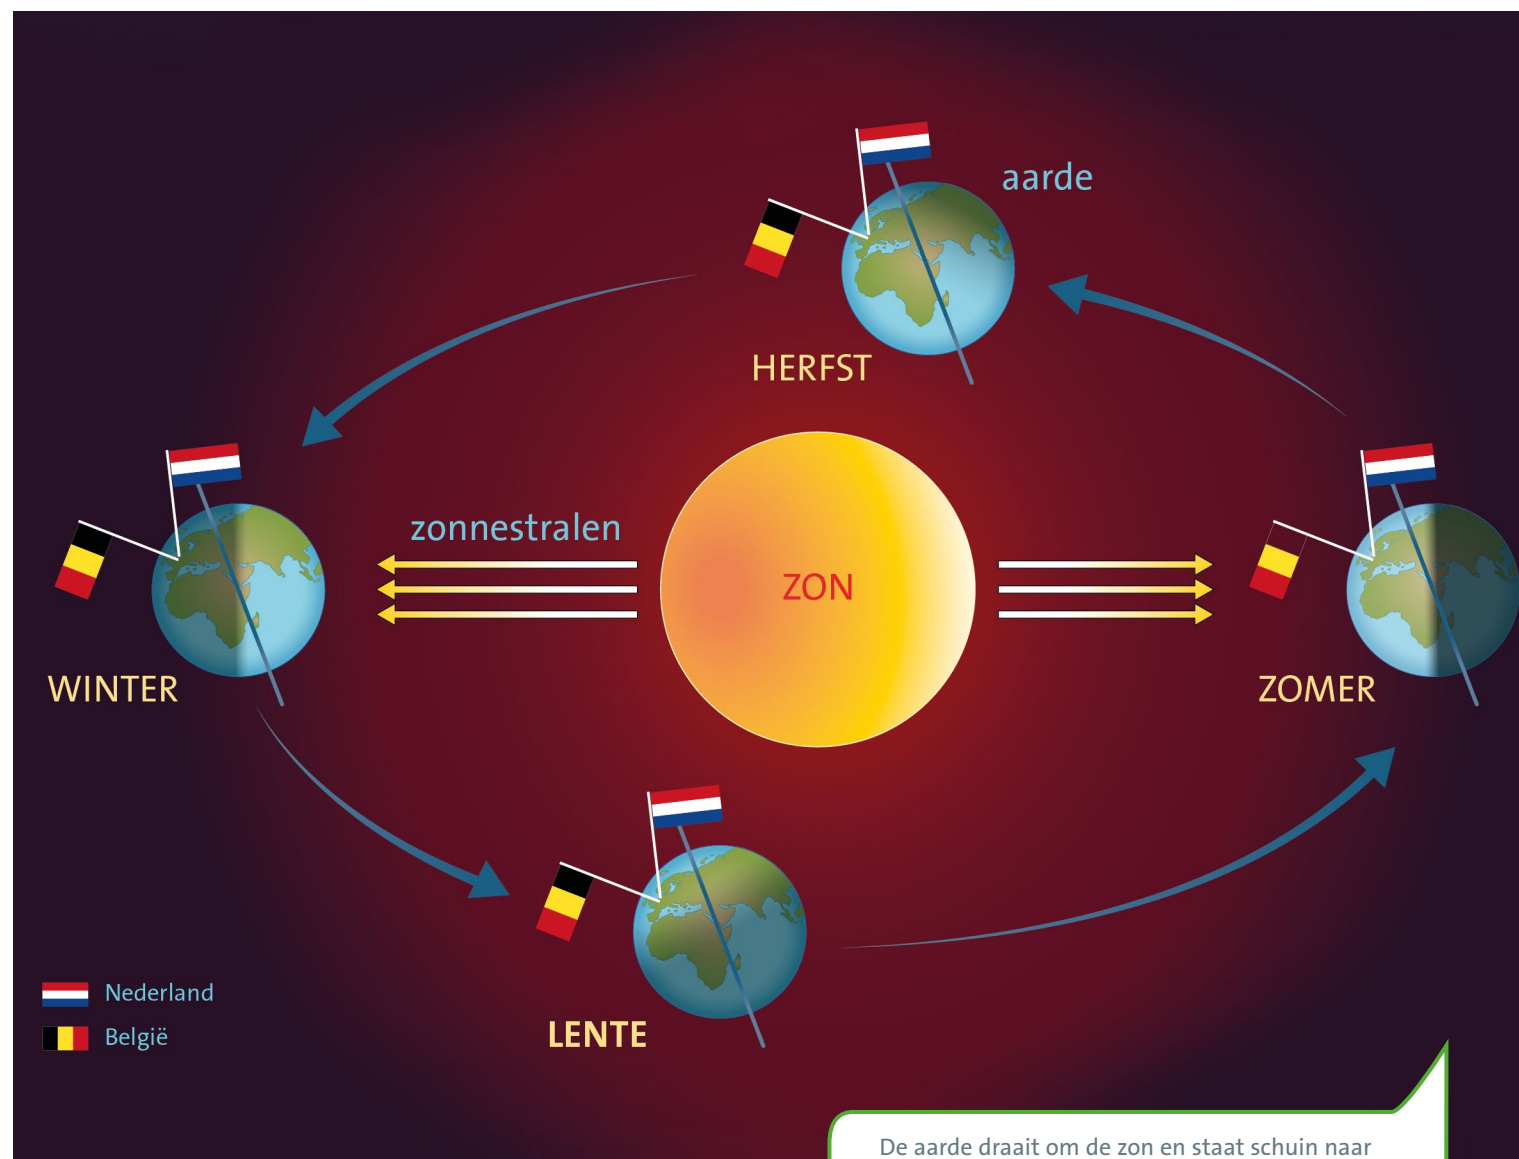 aarde
HERFST
zonnestralen
ZON
WINTER
ZOMER
LENTE
Nederland
België
De aarde draait om de zon en staat schuin naar